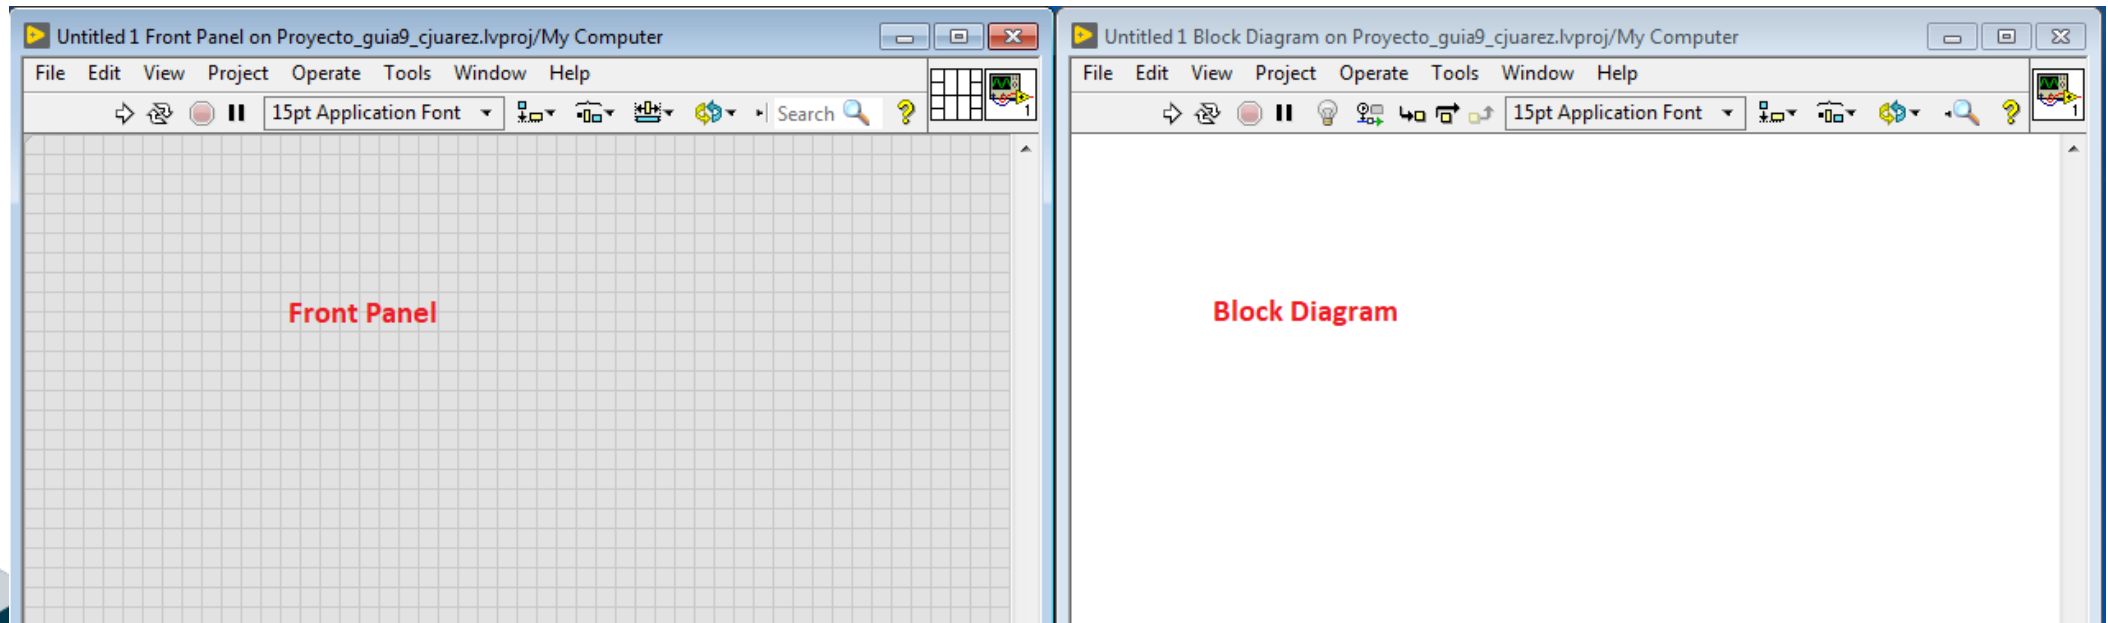 Untitled 1 Front Panel on Proyecto_guia9_cjuarez.lvproj/My Computer
File Edit View Project Operate Tools Window Help
15pt Application Font Search
1
Front Panel
Untitled 1 Block Diagram on Proyecto_guia9_cjuarez.lvproj/My Computer
File Edit View Project Operate Tools Window Help
15pt Application Font
1
Block Diagram